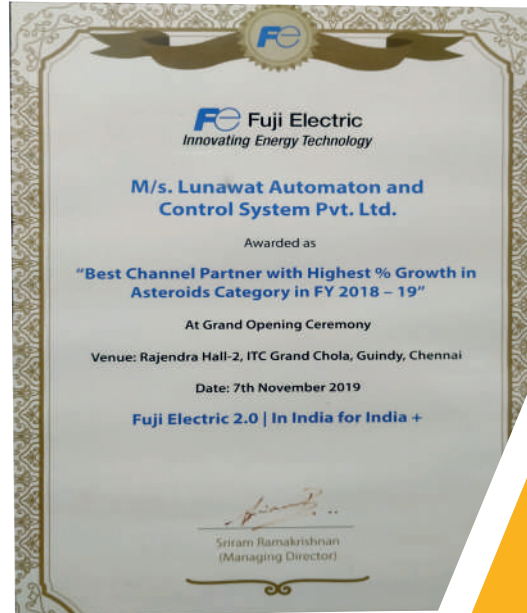 Fe
Fe Fuji Electric
Innovating Energy Technology
M/s. Lunawat Automaton and
Control System Pvt. Ltd.
Awarded as
"Best Channel Partner with Highest % Growth in
Asteroids Category in FY 2018 – 19"
At Grand Opening Ceremony
Venue: Rajendra Hall-2, ITC Grand Chola, Guindy, Chennai
Date: 7th November 2019
Fuji Electric 2.0 | In India for India +
Sriram Ramakrishnan
(Managing Director)